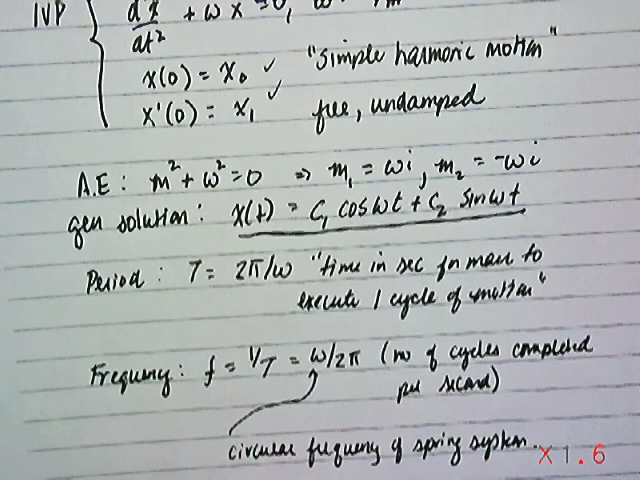 IVP
d²x/dt² + ω x = 0,
x(0) = x₀ ✓ "simple harmonic motion"
x'(0) = x₁ ✓ free, undamped
A.E: m² + ω² = 0 ⇒ m₁ = ωi, m₂ = -ωi
gen solution: x(t) = C₁ cos ωt + C₂ sin ωt
Period: T = 2π/ω "time in sec for mass to
execute 1 cycle of motion"
Frequency: f = 1/T = ω/2π (no of cycles completed
per second)
circular frequency of spring system.
X1.6